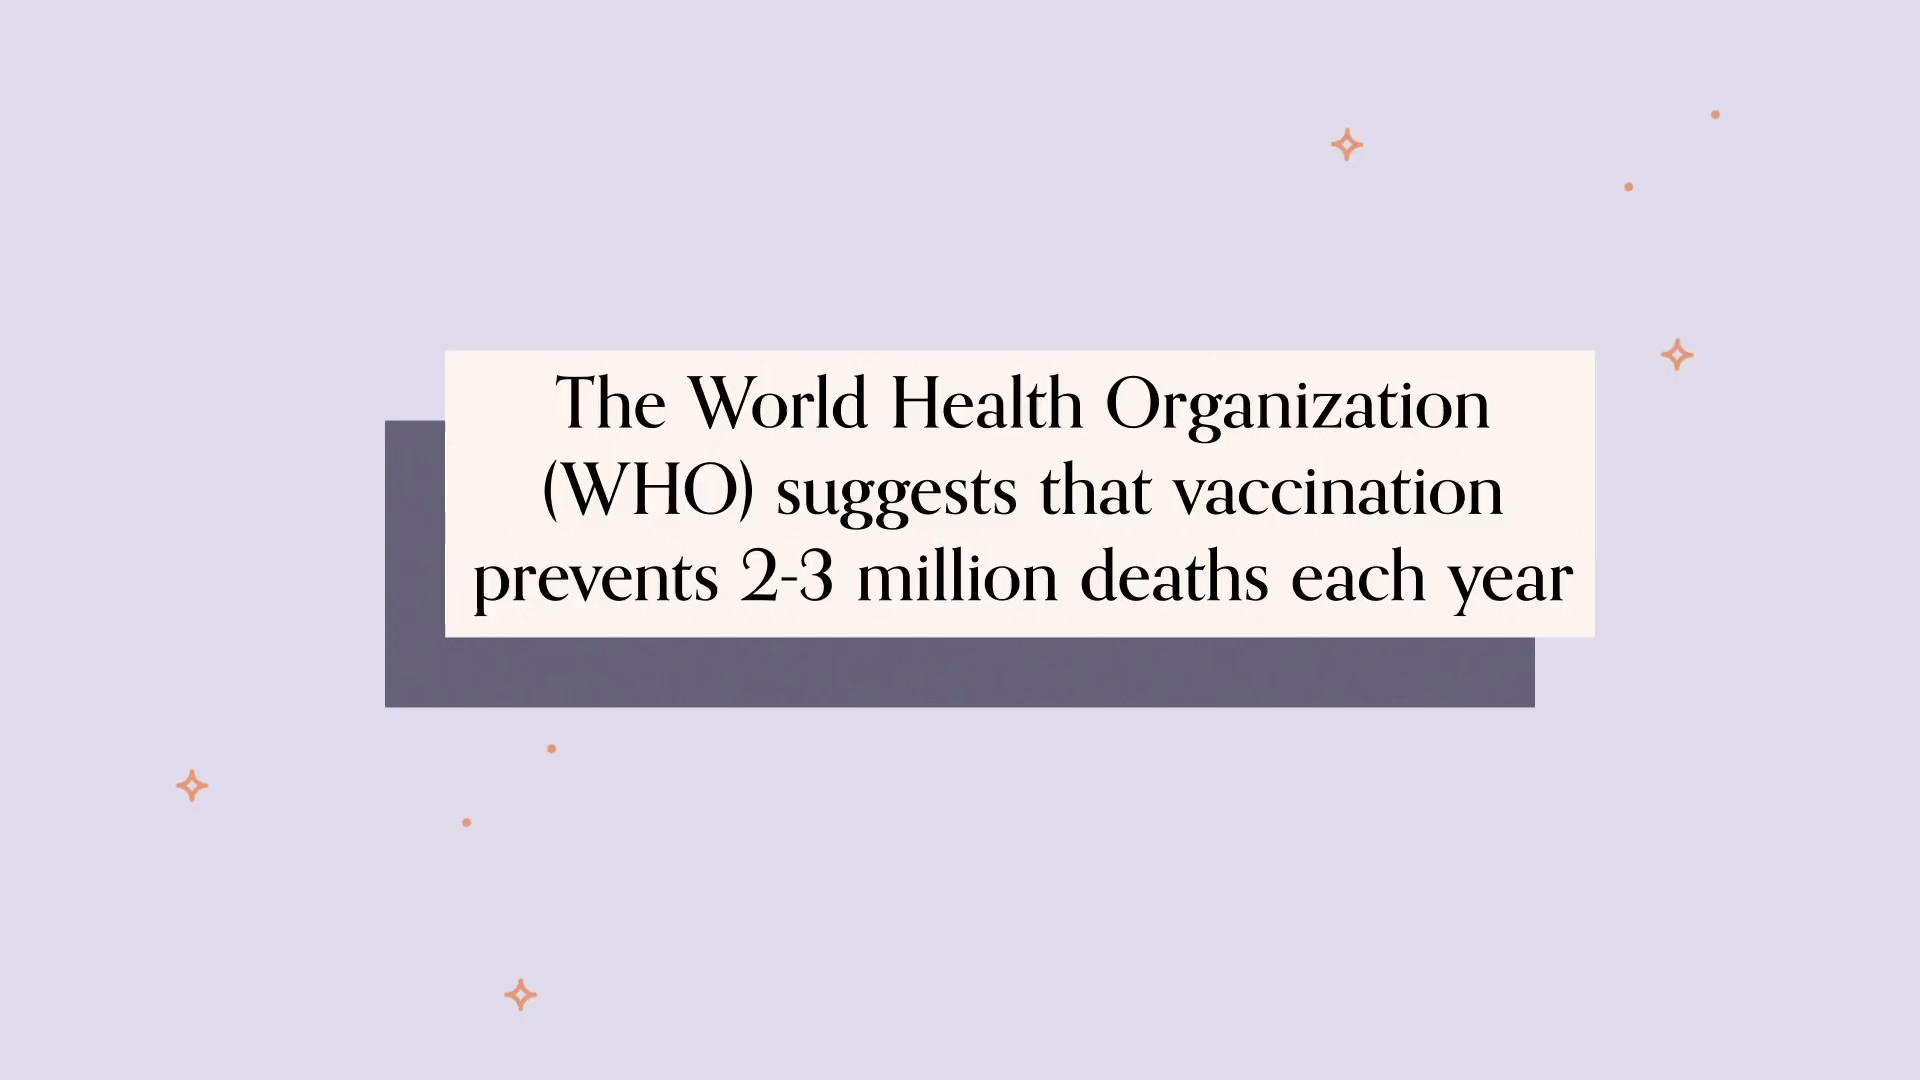 The World Health Organization
(WHO) suggests that vaccination
prevents 2-3 million deaths each year